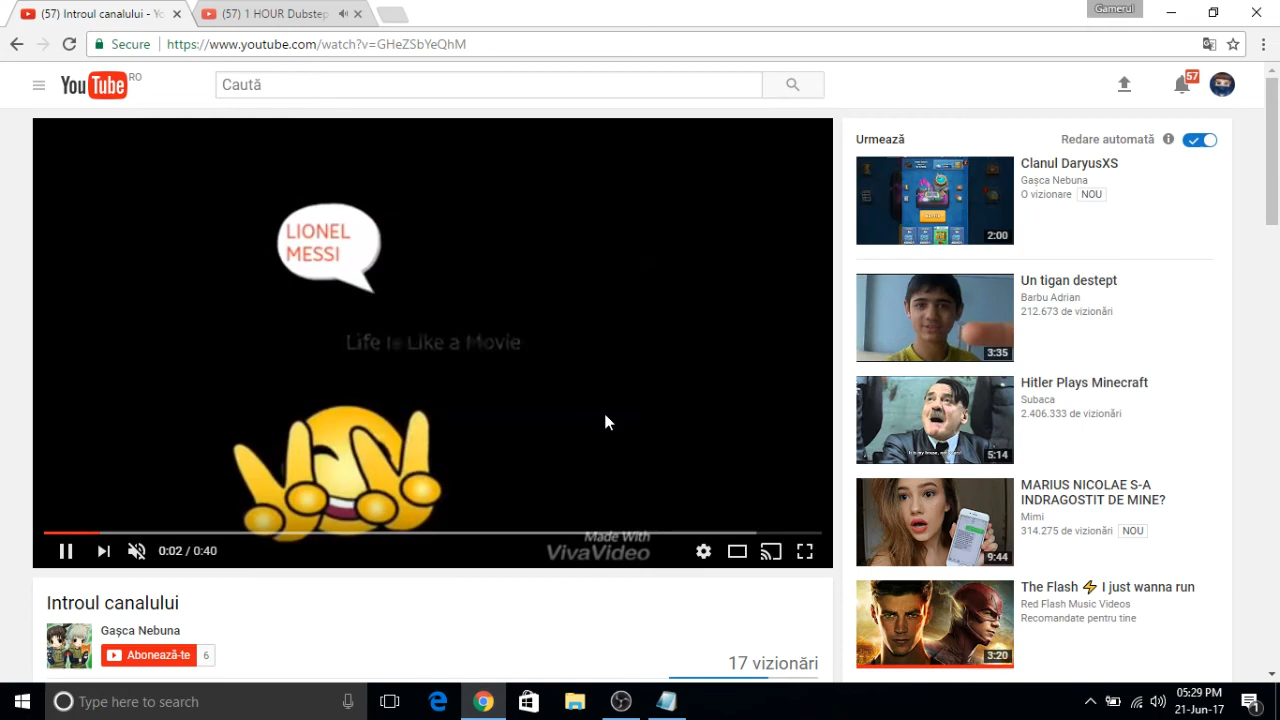 (57) Introul canalului - Yo
(57) 1 HOUR Dubstep
Gamerul
Secure
https://www.youtube.com/watch?v=GHeZSbYeQhM
YouTube RO
Caută
57
LIONEL
MESSI
Life is Like a Movie
Made With
VivaVideo
0:02 / 0:40
Introul canalului
Gașca Nebuna
Abonează-te 6
17 vizionări
Urmează
Redare automată
Clanul DaryusXS
Gașca Nebuna
O vizionare NOU
2:00
Un tigan destept
Barbu Adrian
212.673 de vizionări
3:35
Hitler Plays Minecraft
Subaca
2.406.333 de vizionări
5:14
MARIUS NICOLAE S-A
INDRAGOSTIT DE MINE?
Mimi
314.275 de vizionări NOU
9:44
The Flash ⚡ I just wanna run
Red Flash Music Videos
Recomandate pentru tine
3:20
Type here to search
05:29 PM
21-Jun-17
1